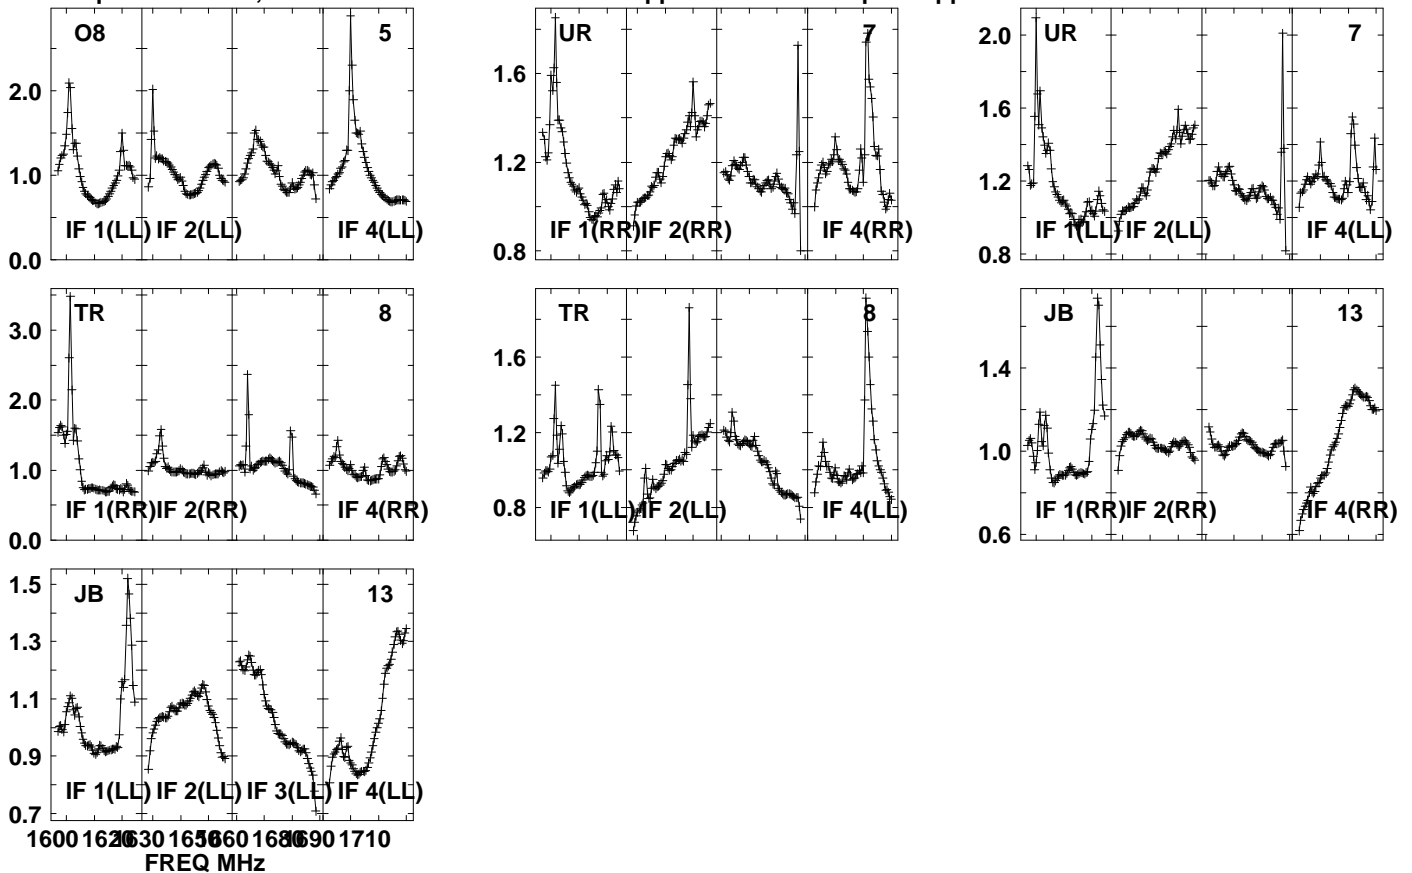 O8 5
2.0
1.0
0.0
IF 1(LL) IF 2(LL) IF 4(LL)
UR 7
1.6
1.2
0.8
IF 1(RR) IF 2(RR) IF 4(RR)
UR 7
2.0
1.6
1.2
0.8
IF 1(LL) IF 2(LL) IF 4(LL)
TR 8
3.0
2.0
1.0
0.0
IF 1(RR) IF 2(RR) IF 4(RR)
TR 8
1.6
1.2
0.8
IF 1(LL) IF 2(LL) IF 4(LL)
JB 13
1.4
1.0
0.6
IF 1(RR) IF 2(RR) IF 4(RR)
JB 13
1.5
1.3
1.1
0.9
0.7
IF 1(LL) IF 2(LL) IF 3(LL) IF 4(LL)
1600 1620 1630 1650 1660 1680 1690 1710
FREQ MHz